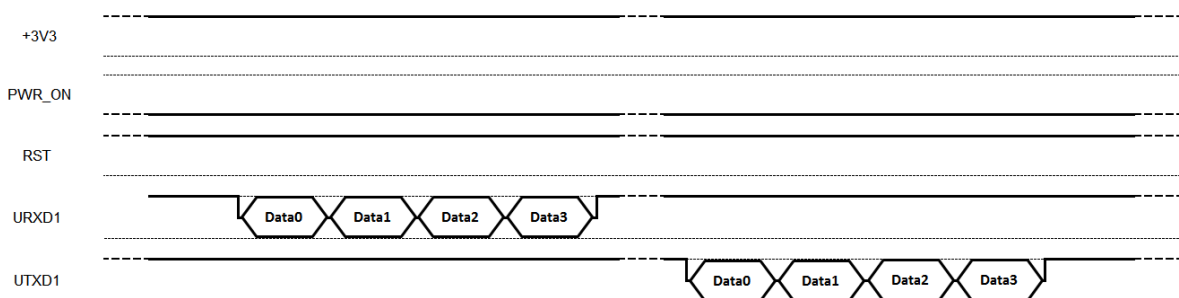 +3V3
PWR_ON
RST
URXD1
Data0 Data1 Data2 Data3
UTXD1
Data0 Data1 Data2 Data3